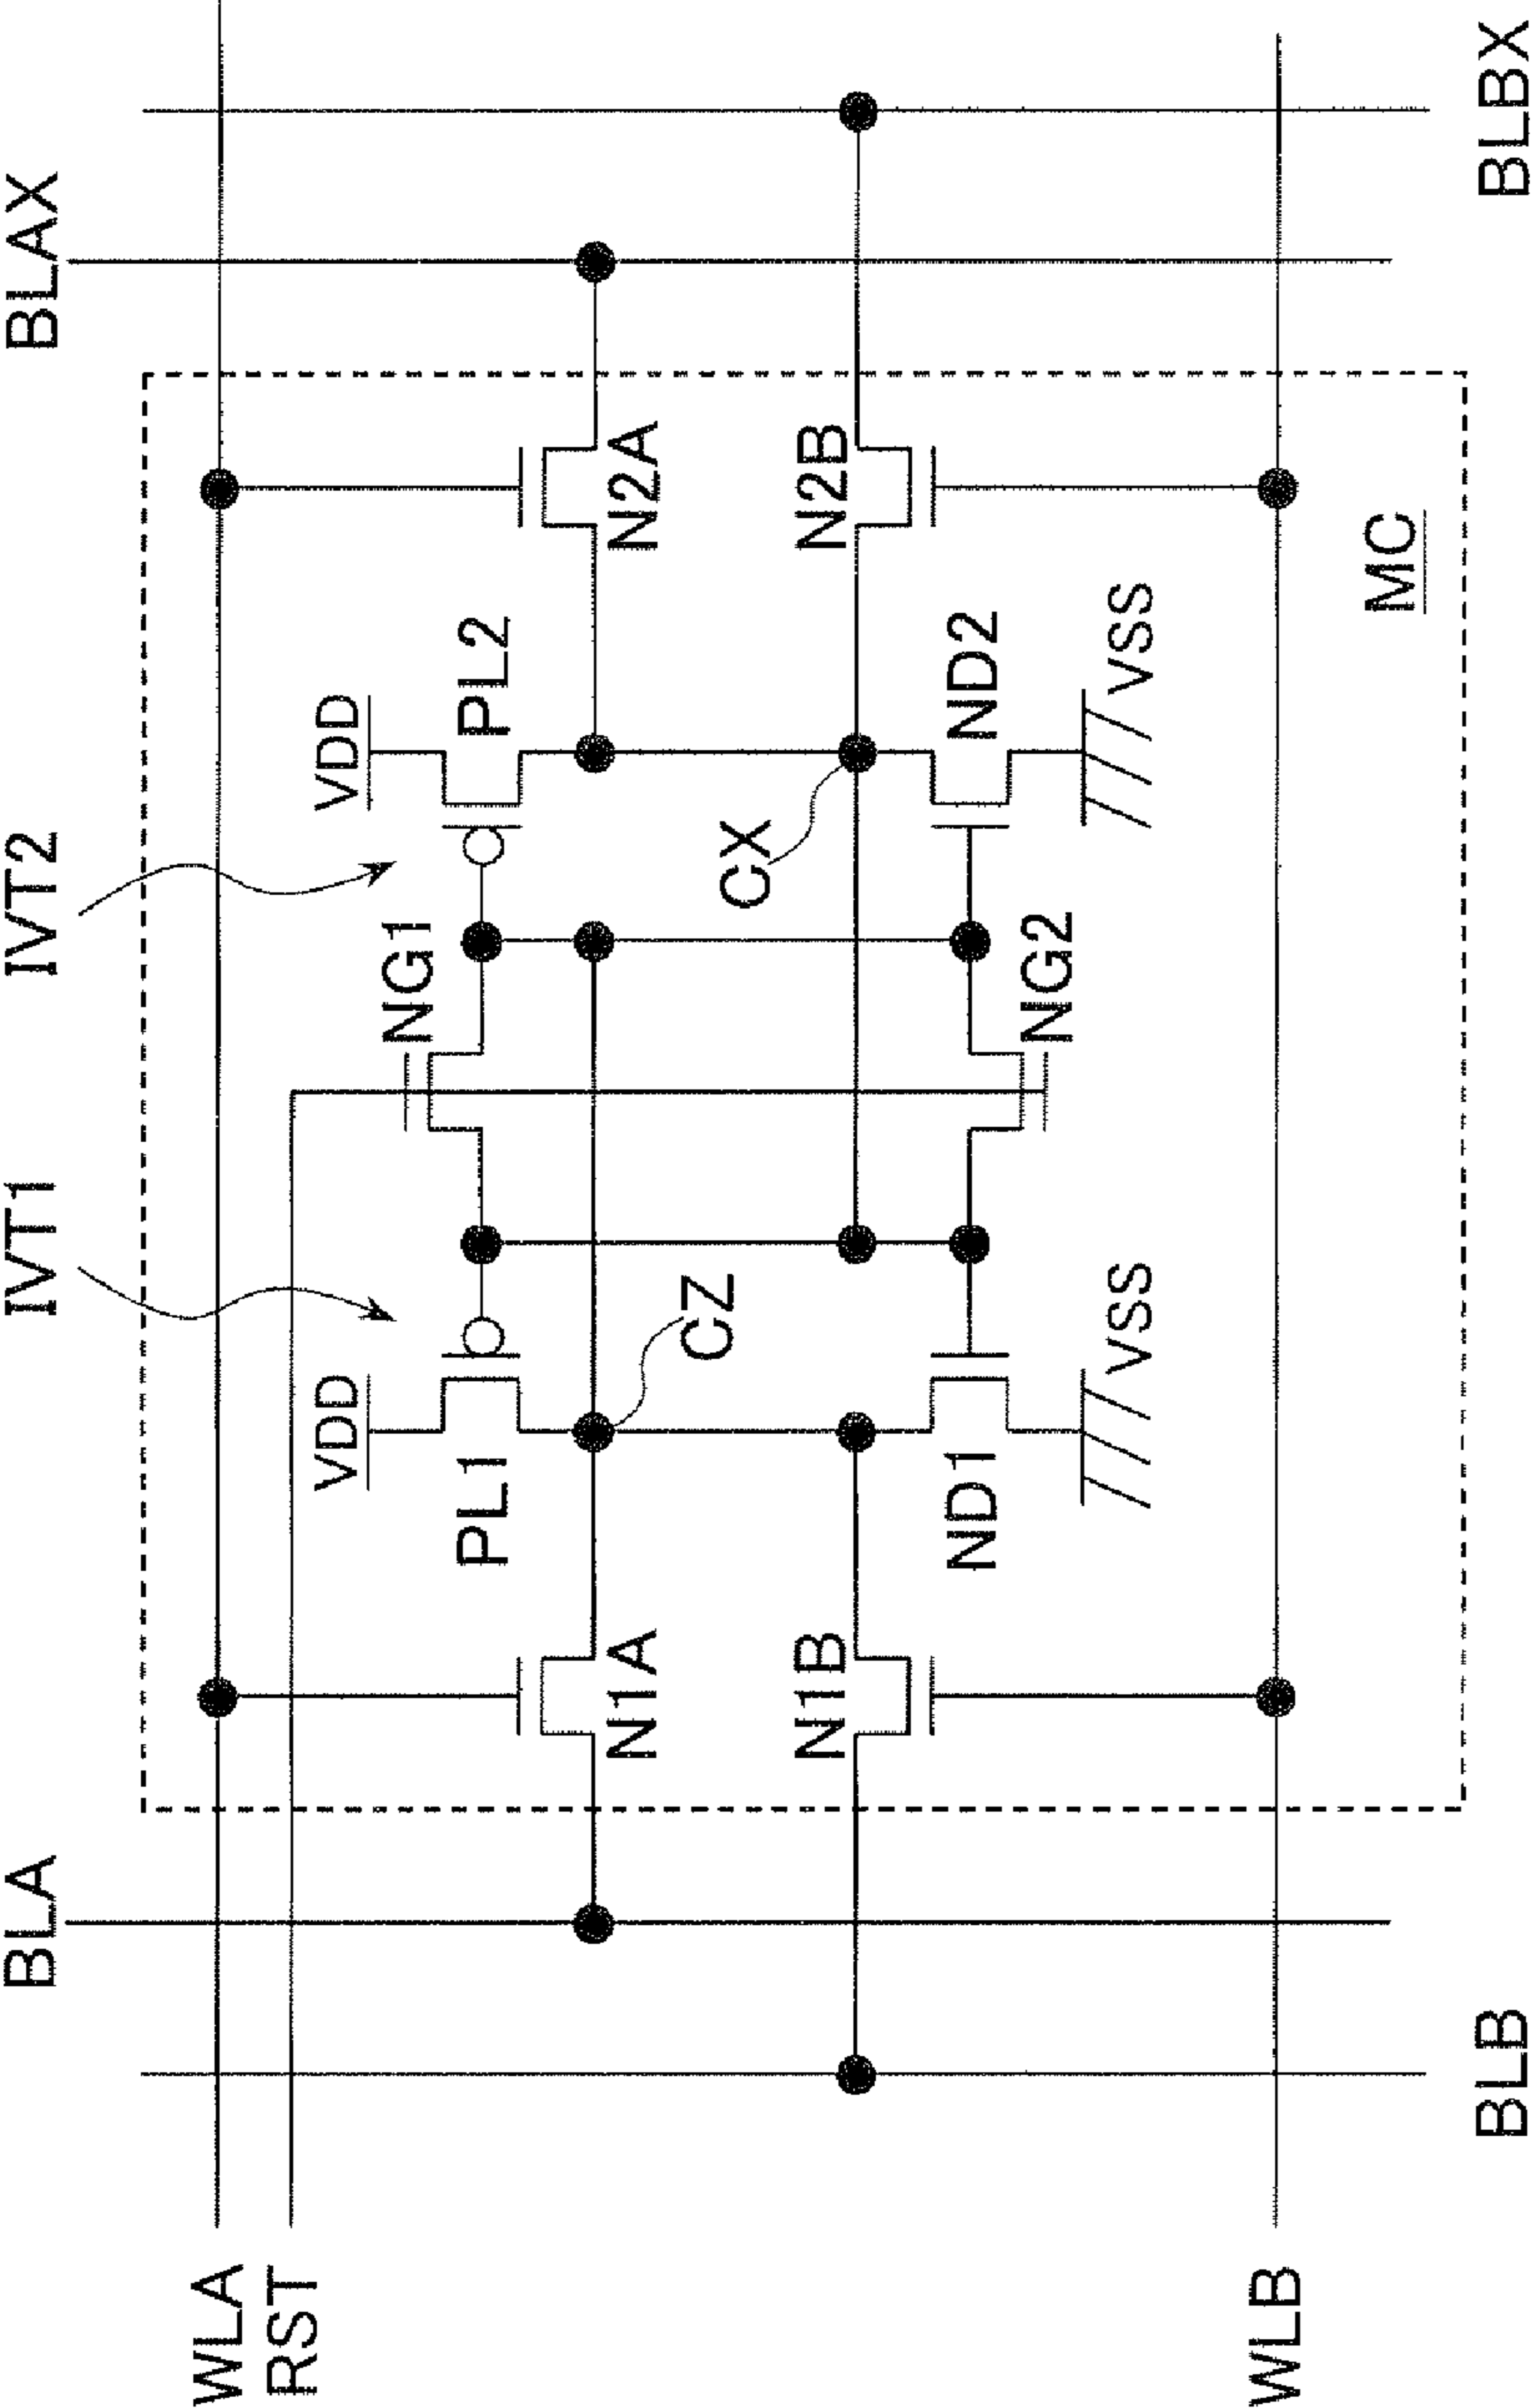 BLA IVT1 IVT2 BLAX
WLA
RST
VDD VDD
NG1
PL1 PL2
N1A N2A
CZ
CX
N1B N2B
ND1 ND2
NG2
VSS VSS
WLB
MC
BLB BLBX